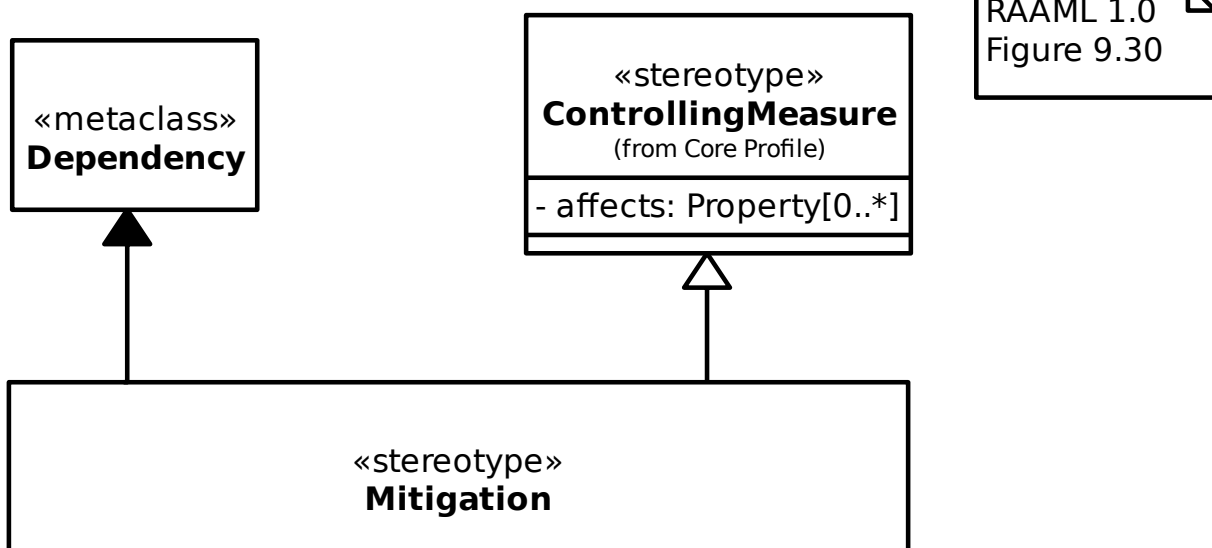 «metaclass»
Dependency
«stereotype»
ControllingMeasure
(from Core Profile)
- affects: Property[0..*]
RAAML 1.0
Figure 9.30
«stereotype»
Mitigation